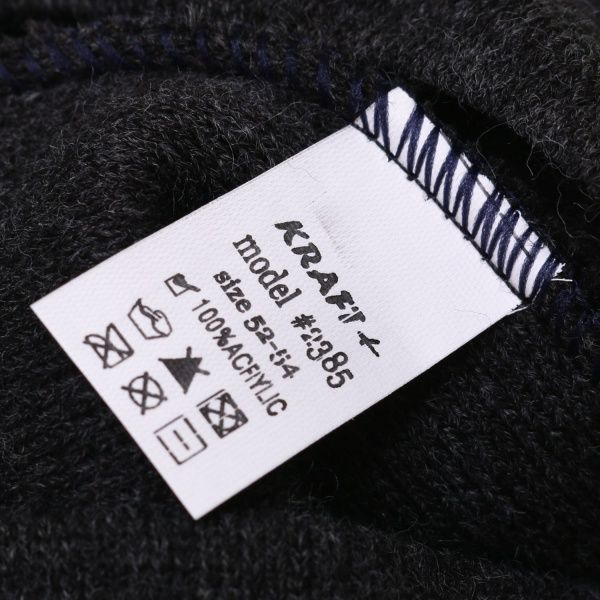 KRAFT +
model #2385
size 52-54
100%ACRYLIC